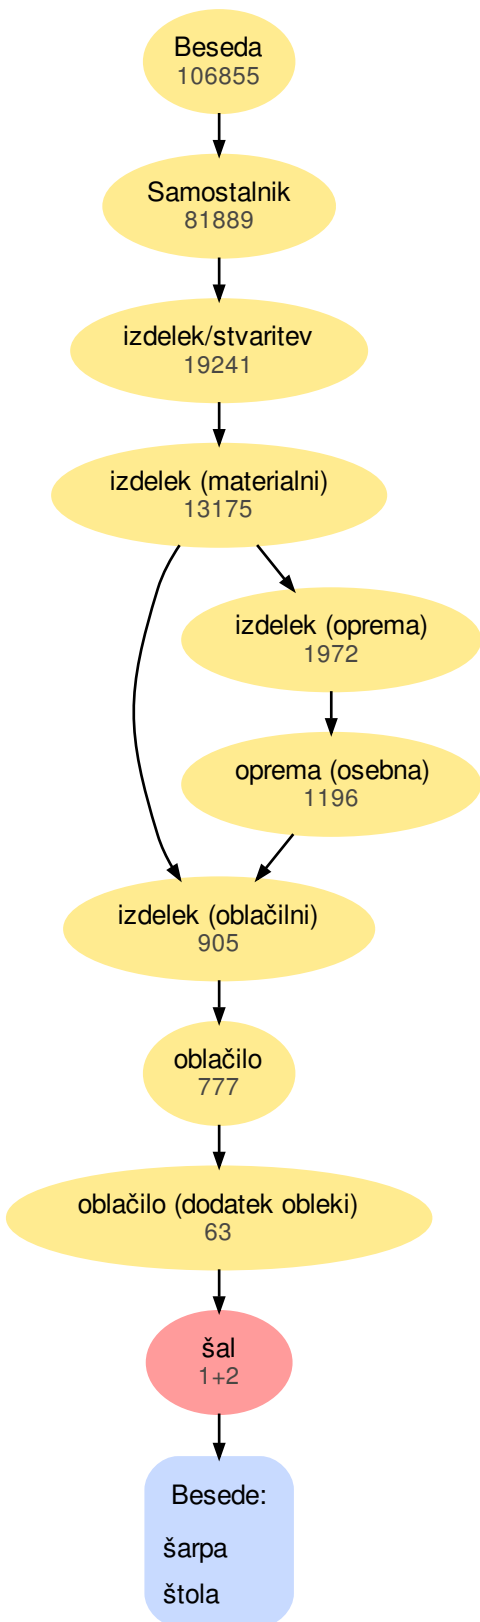 Beseda
106855
Samostalnik
81889
izdelek/stvaritev
19241
izdelek (materialni)
13175
izdelek (oprema)
1972
oprema (osebna)
1196
izdelek (oblačilni)
905
oblačilo
777
oblačilo (dodatek obleki)
63
šal
1+2
Besede:
šarpa
štola